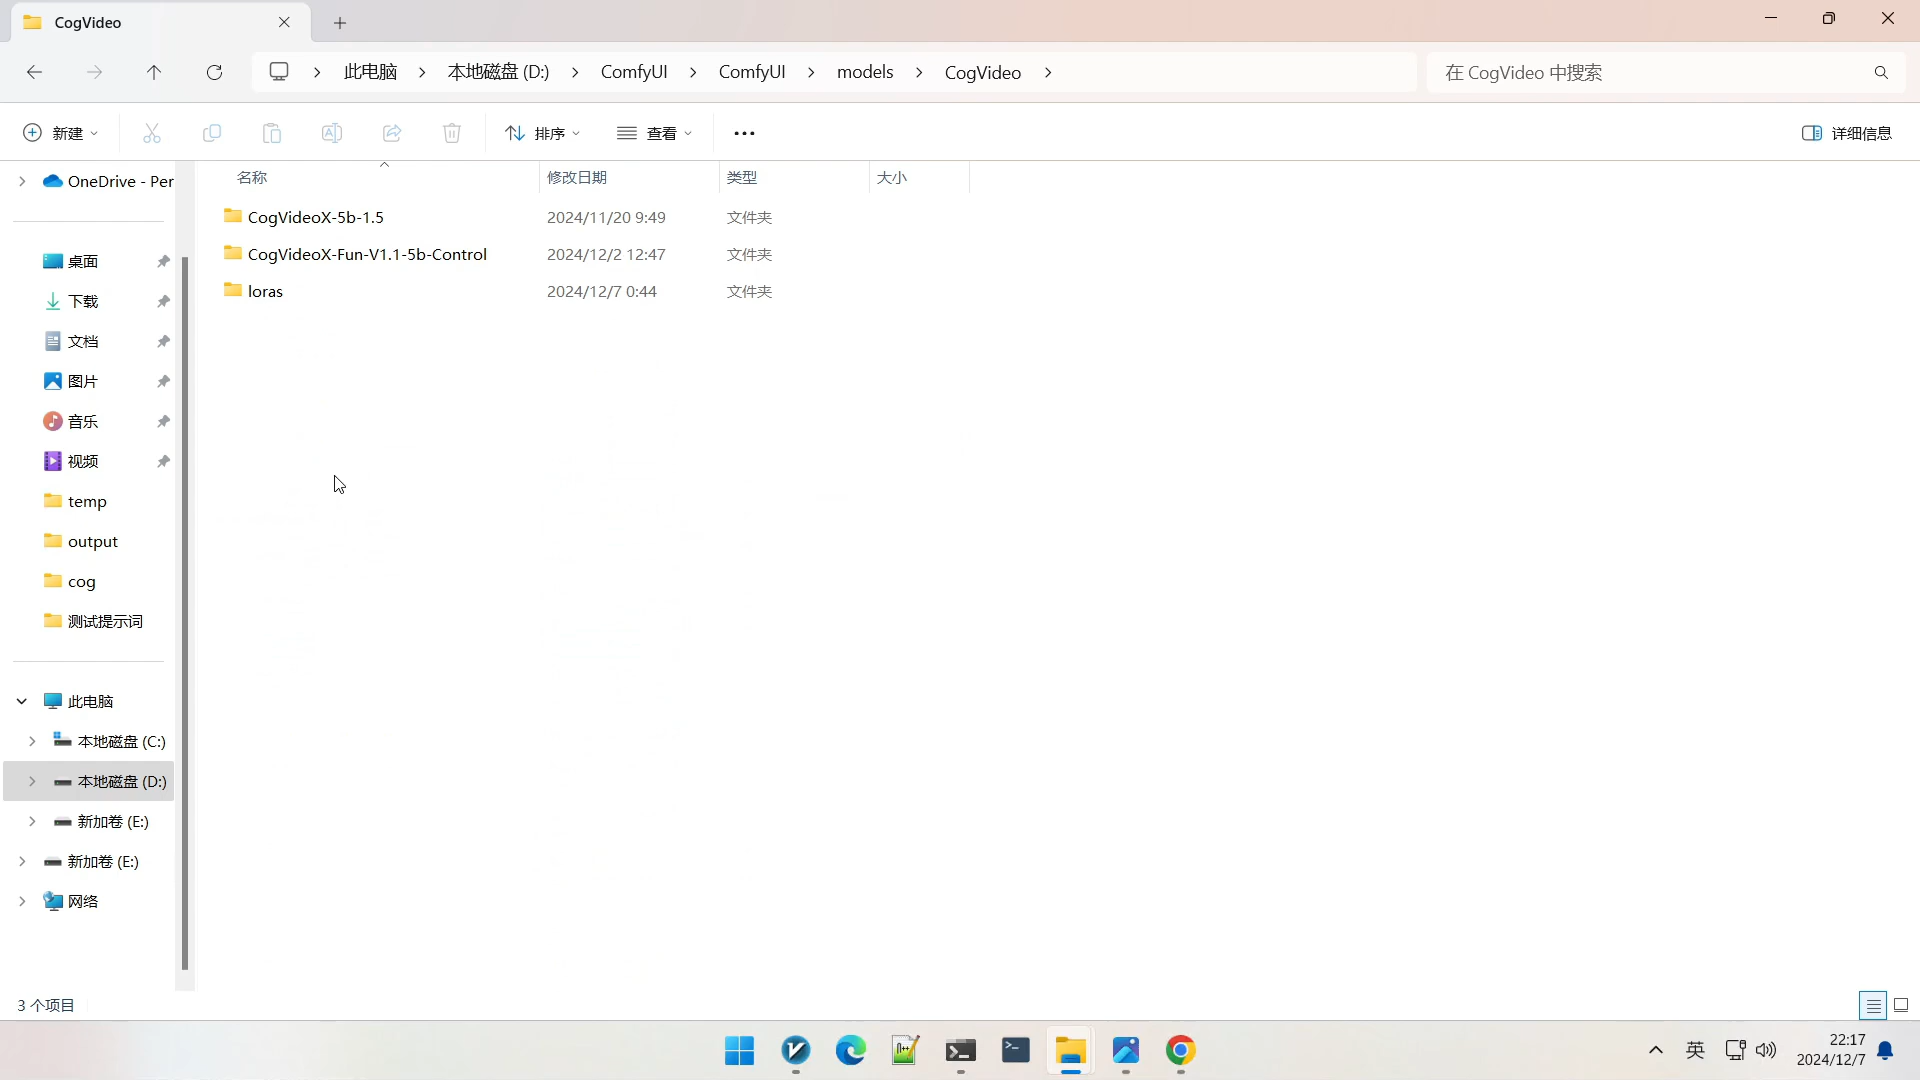 CogVideo
此电脑 本地磁盘 (D:) ComfyUI ComfyUI models CogVideo
在 CogVideo 中搜索
新建 排序 查看 详细信息
名称 修改日期 类型 大小
CogVideoX-5b-1.5 2024/11/20 9:49 文件夹
CogVideoX-Fun-V1.1-5b-Control 2024/12/2 12:47 文件夹
loras 2024/12/7 0:44 文件夹
OneDrive - Per
桌面
下载
文档
图片
音乐
视频
temp
output
cog
测试提示词
此电脑
本地磁盘 (C:)
本地磁盘 (D:)
新加卷 (E:)
新加卷 (E:)
网络
3 个项目
英
22:17
2024/12/7